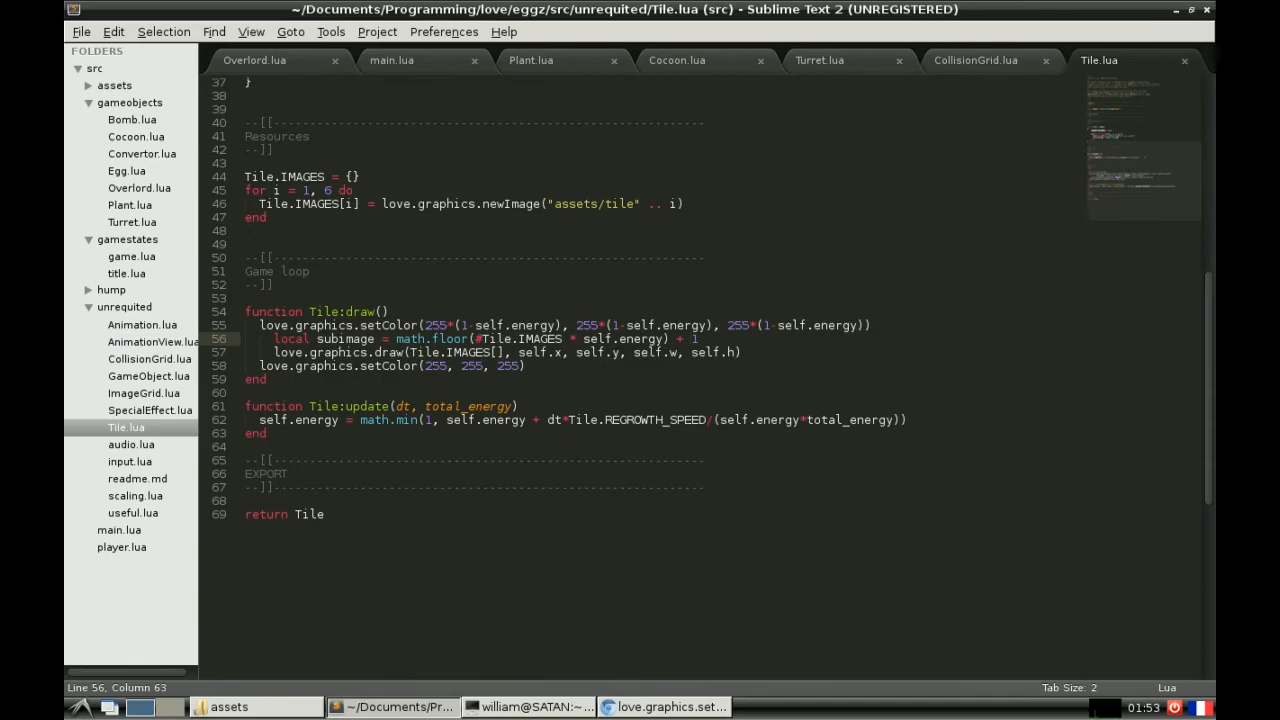 ~/Documents/Programming/love/eggz/src/unrequited/Tile.lua (src) - Sublime Text 2 (UNREGISTERED)
File Edit Selection Find View Goto Tools Project Preferences Help
FOLDERS
src
assets
gameobjects
Bomb.lua
Cocoon.lua
Convertor.lua
Egg.lua
Overlord.lua
Plant.lua
Turret.lua
gamestates
game.lua
title.lua
hump
unrequited
Animation.lua
AnimationView.lua
CollisionGrid.lua
GameObject.lua
ImageGrid.lua
SpecialEffect.lua
Tile.lua
audio.lua
input.lua
readme.md
scaling.lua
useful.lua
main.lua
player.lua
Overlord.lua × main.lua × Plant.lua × Cocoon.lua × Turret.lua × CollisionGrid.lua × Tile.lua ×
37 }
38
39
40 --[[------------------------------------------------------------
41 Resources
42 --]]
43
44 Tile.IMAGES = {}
45 for i = 1, 6 do
46 Tile.IMAGES[i] = love.graphics.newImage("assets/tile" .. i)
47 end
48
49
50 --[[------------------------------------------------------------
51 Game loop
52 --]]
53
54 function Tile:draw()
55 love.graphics.setColor(255*(1-self.energy), 255*(1-self.energy), 255*(1-self.energy))
56 local subimage = math.floor(#Tile.IMAGES * self.energy) + 1
57 love.graphics.draw(Tile.IMAGES[], self.x, self.y, self.w, self.h)
58 love.graphics.setColor(255, 255, 255)
59 end
60
61 function Tile:update(dt, total_energy)
62 self.energy = math.min(1, self.energy + dt*Tile.REGROWTH_SPEED/(self.energy*total_energy))
63 end
64
65 --[[------------------------------------------------------------
66 EXPORT
67 --]]------------------------------------------------------------
68
69 return Tile
Line 56, Column 63 Tab Size: 2 Lua
assets ~/Documents/Pr... william@SATAN:~... love.graphics.set... 01:53